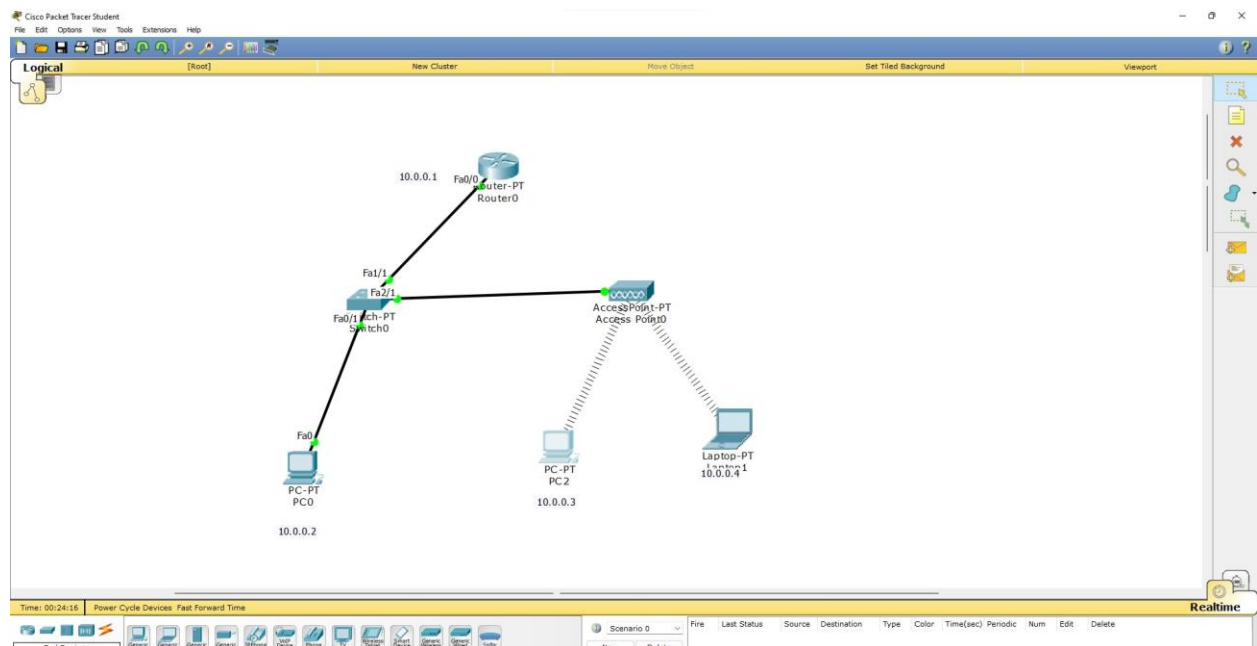 Cisco Packet Tracer Student
File Edit Options View Tools Extensions Help
Logical [Root] New Cluster Move Object Set Tiled Background Viewport
10.0.0.1 Fa0/0
outer-PT
Router0
Fa1/1
Fa2/1
Fa0/1 tch-PT
Switch0
AccessPoint-PT
Access Point0
Fa0
PC-PT
PC0
10.0.0.2
PC-PT
PC2
10.0.0.3
Laptop-PT
Laptop1
10.0.0.4
Time: 00:24:16 Power Cycle Devices Fast Forward Time Realtime
Scenario 0 Fire Last Status Source Destination Type Color Time(sec) Periodic Num Edit Delete